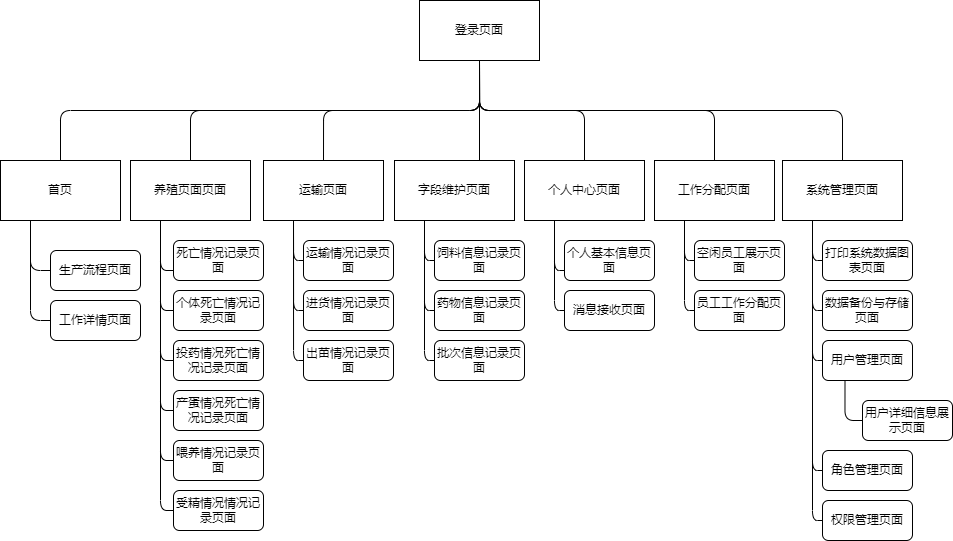 登录页面
首页
养殖页面页面
运输页面
字段维护页面
个人中心页面
工作分配页面
系统管理页面
生产流程页面
工作详情页面
死亡情况记录页
面
个体死亡情况记
录页面
投药情况死亡情
况记录页面
产蛋情况死亡情
况记录页面
喂养情况记录页
面
受精情况情况记
录页面
运输情况记录页
面
进货情况记录页
面
出苗情况记录页
面
饲料信息记录页
面
药物信息记录页
面
批次信息记录页
面
个人基本信息页
面
消息接收页面
空闲员工展示页
面
员工工作分配页
面
打印系统数据图
表页面
数据备份与存储
页面
用户管理页面
用户详细信息展
示页面
角色管理页面
权限管理页面